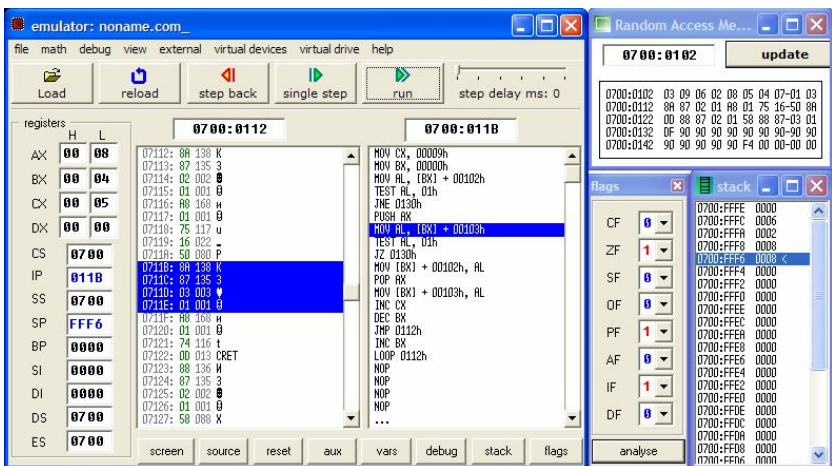 emulator: noname.com_
file math debug view external virtual devices virtual drive help
Load reload step back single step run step delay ms: 0
registers
H L
AX 00 08
BX 00 04
CX 00 05
DX 00 00
CS 0700
IP 011B
SS 0700
SP FFF6
BP 0000
SI 0000
DI 0000
DS 0700
ES 0700
0700:0112
07112: 8A 138 К
07113: 87 135 З
07114: 02 002
07115: 01 001
07116: A8 168 и
07117: 01 001
07118: 75 117 u
07119: 16 022
0711A: 50 080 P
0711B: 8A 138 К
0711C: 87 135 З
0711D: 03 003 ♥
0711E: 01 001
0711F: A8 168 и
07120: 01 001
07121: 74 116 t
07122: 0D 013 CRET
07123: 88 136 И
07124: 87 135 З
07125: 02 002
07126: 01 001
07127: 58 088 X
0700:011B
MOV CX, 00009h
MOV BX, 00000h
MOV AL, [BX] + 00102h
TEST AL, 01h
JNE 0130h
PUSH AX
MOV AL, [BX] + 00103h
TEST AL, 01h
JZ 0130h
MOV [BX] + 00102h, AL
POP AX
MOV [BX] + 00103h, AL
INC CX
DEC BX
JMP 0112h
INC BX
LOOP 0112h
NOP
NOP
NOP
NOP
...
screen source reset aux vars debug stack flags
Random Access Me...
0700:0102 update
0700:0102 03 09 06 02 08 05 04 07-01 03
0700:0112 8A 87 02 01 A8 01 75 16-50 8A
0700:0122 0D 88 87 02 01 58 88 87-03 01
0700:0132 DF 90 90 90 90 90 90 90-90 90
0700:0142 90 90 90 90 90 F4 00 00-00 00
flags
CF 0
ZF 1
SF 0
OF 0
PF 1
AF 0
IF 1
DF 0
analyse
stack
0700:FFFE 0000
0700:FFFC 0006
0700:FFFA 0002
0700:FFF8 0008
0700:FFF6 0008 <
0700:FFF4 0000
0700:FFF2 0000
0700:FFF0 0000
0700:FFEE 0000
0700:FFEC 0000
0700:FFEA 0000
0700:FFE8 0000
0700:FFE6 0000
0700:FFE4 0000
0700:FFE2 0000
0700:FFE0 0000
0700:FFDE 0000
0700:FFDC 0000
0700:FFDA 0000
0700:FFD8 0000
0700:FFD6 0000